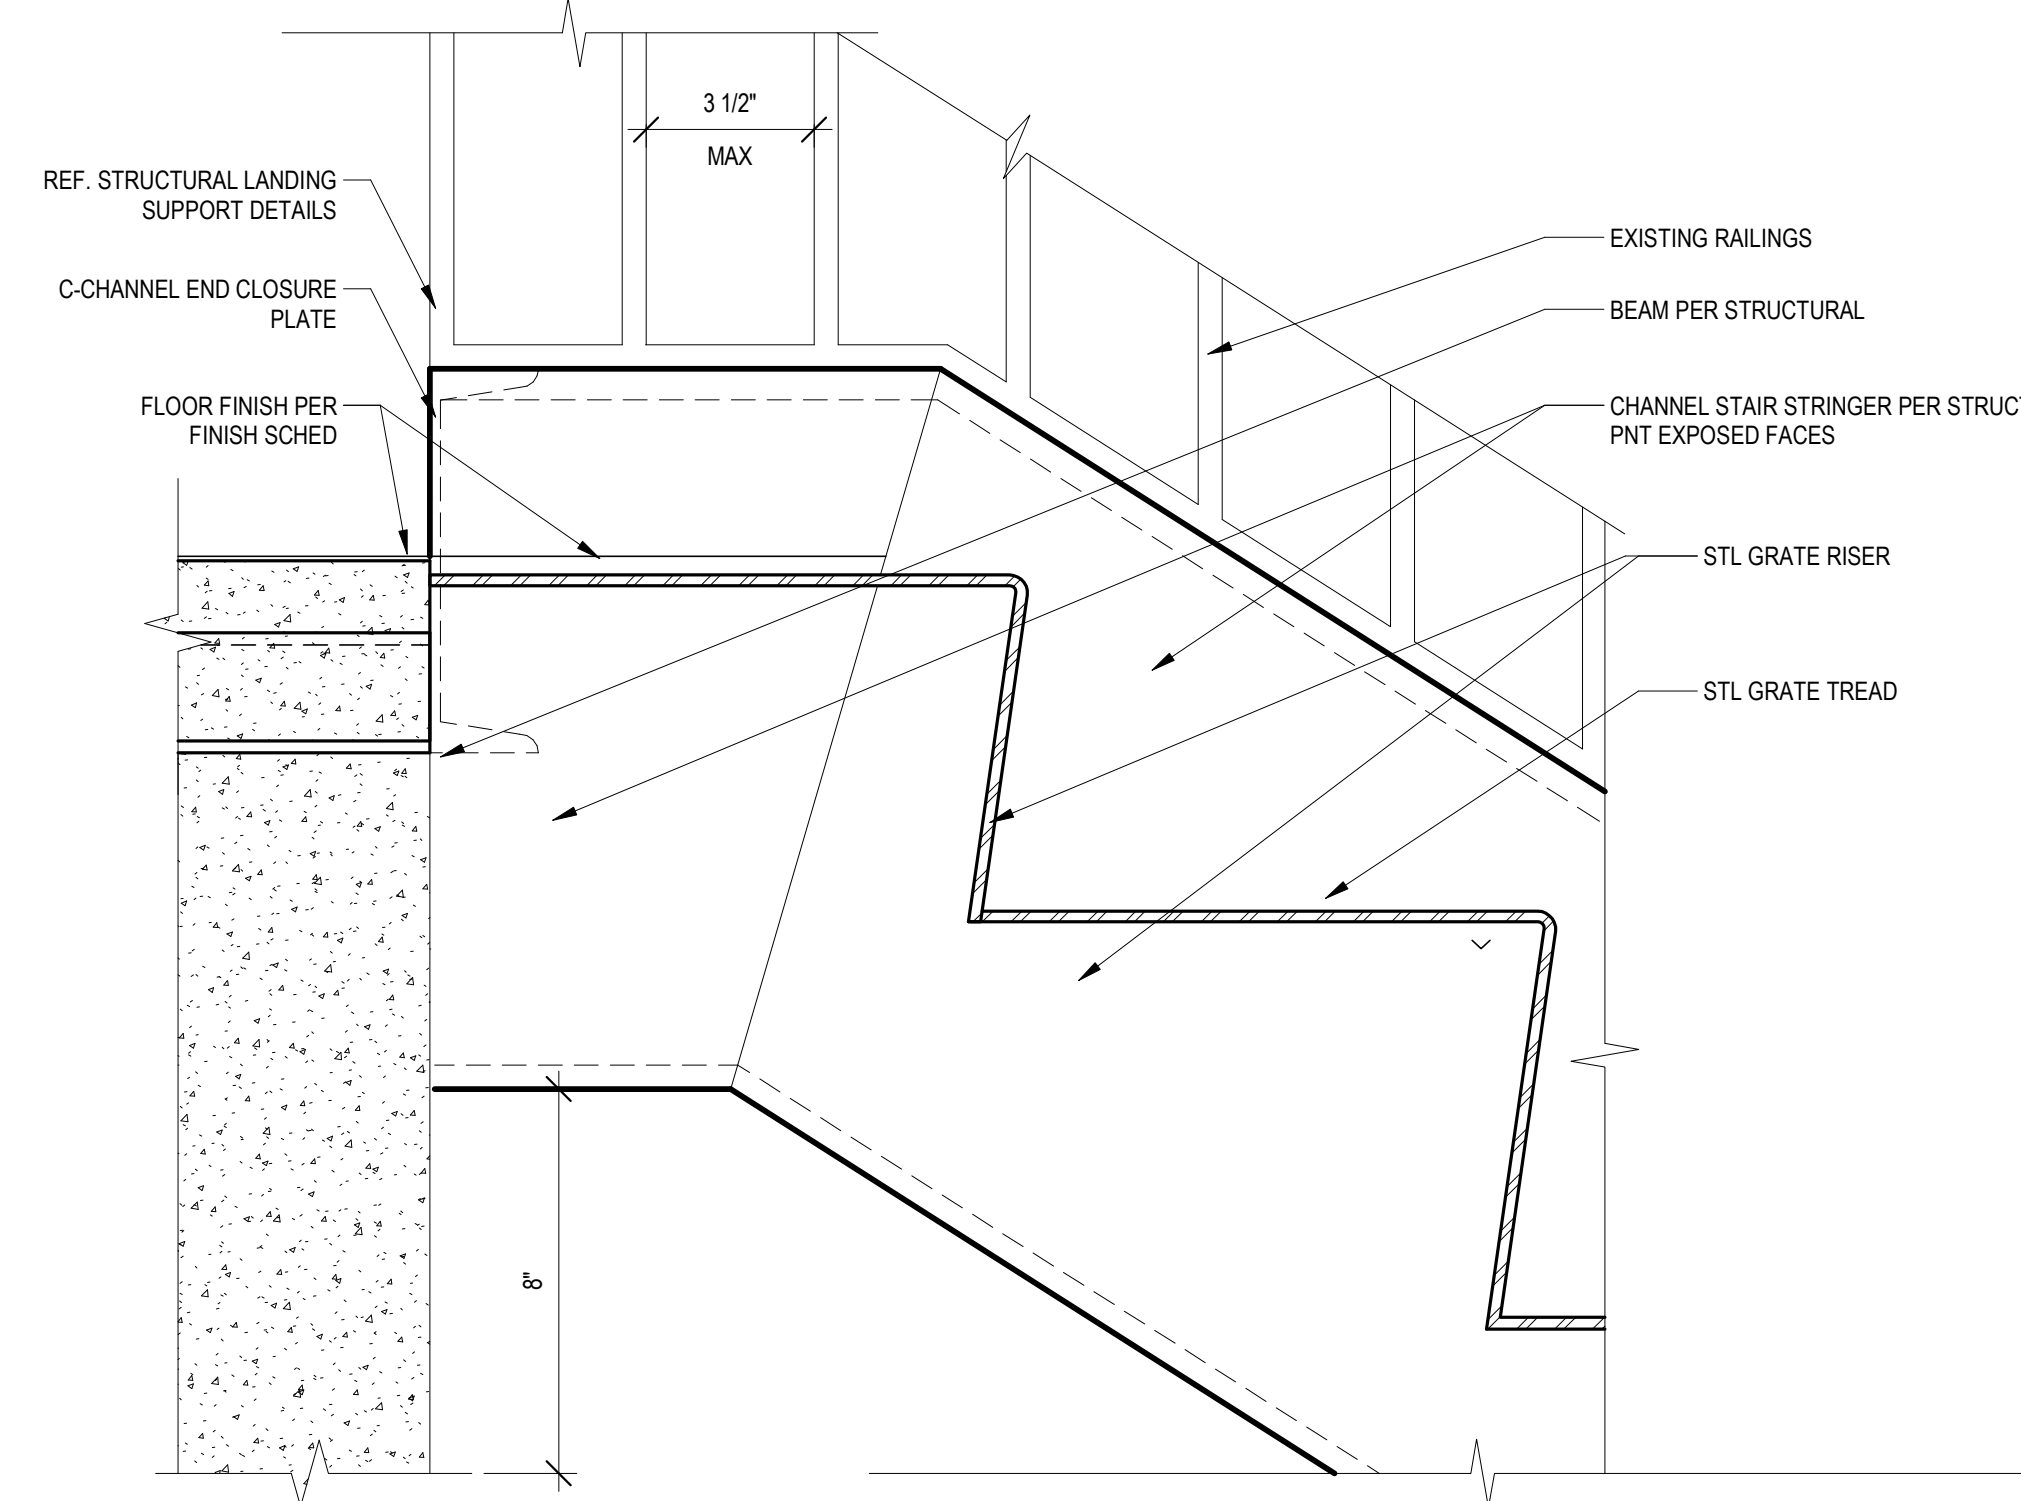 3 1/2"
MAX
REF. STRUCTURAL LANDING
SUPPORT DETAILS
C-CHANNEL END CLOSURE
PLATE
FLOOR FINISH PER
FINISH SCHED
EXISTING RAILINGS
BEAM PER STRUCTURAL
CHANNEL STAIR STRINGER PER STRUCT
PNT EXPOSED FACES
STL GRATE RISER
STL GRATE TREAD
8"